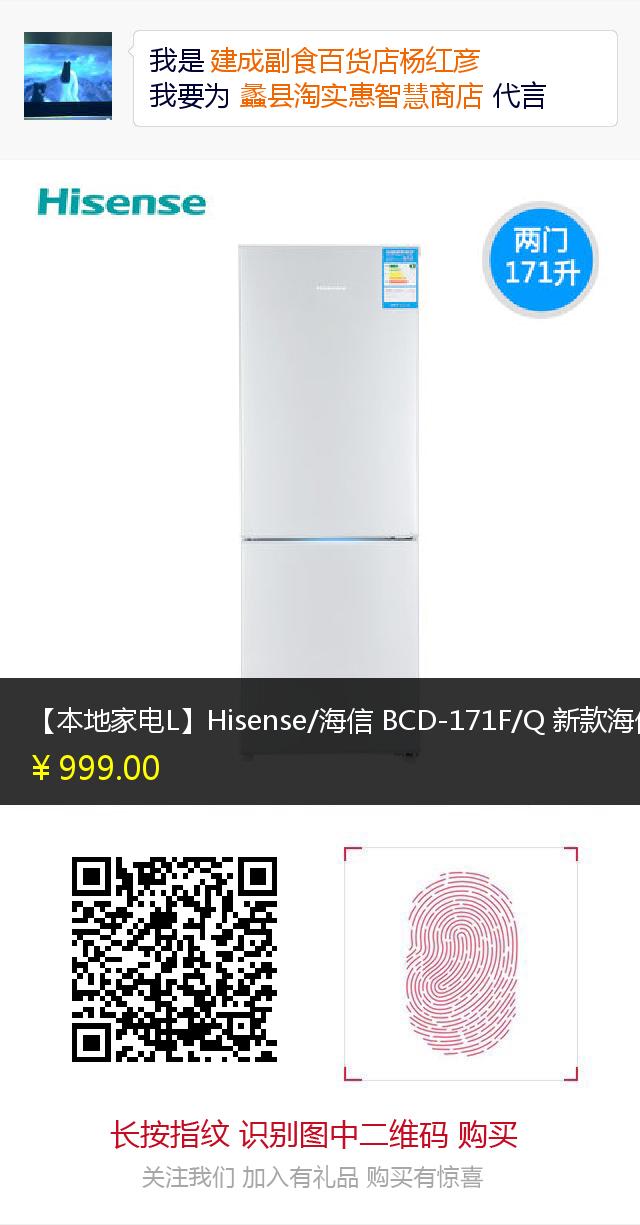 我是 建成副食百货店杨红彦
我要为 蠡县淘实惠智慧商店 代言
Hisense
两门
171升
Hisense
【本地家电L】Hisense/海信 BCD-171F/Q 新款海
¥ 999.00
长按指纹 识别图中二维码 购买
关注我们 加入有礼品 购买有惊喜